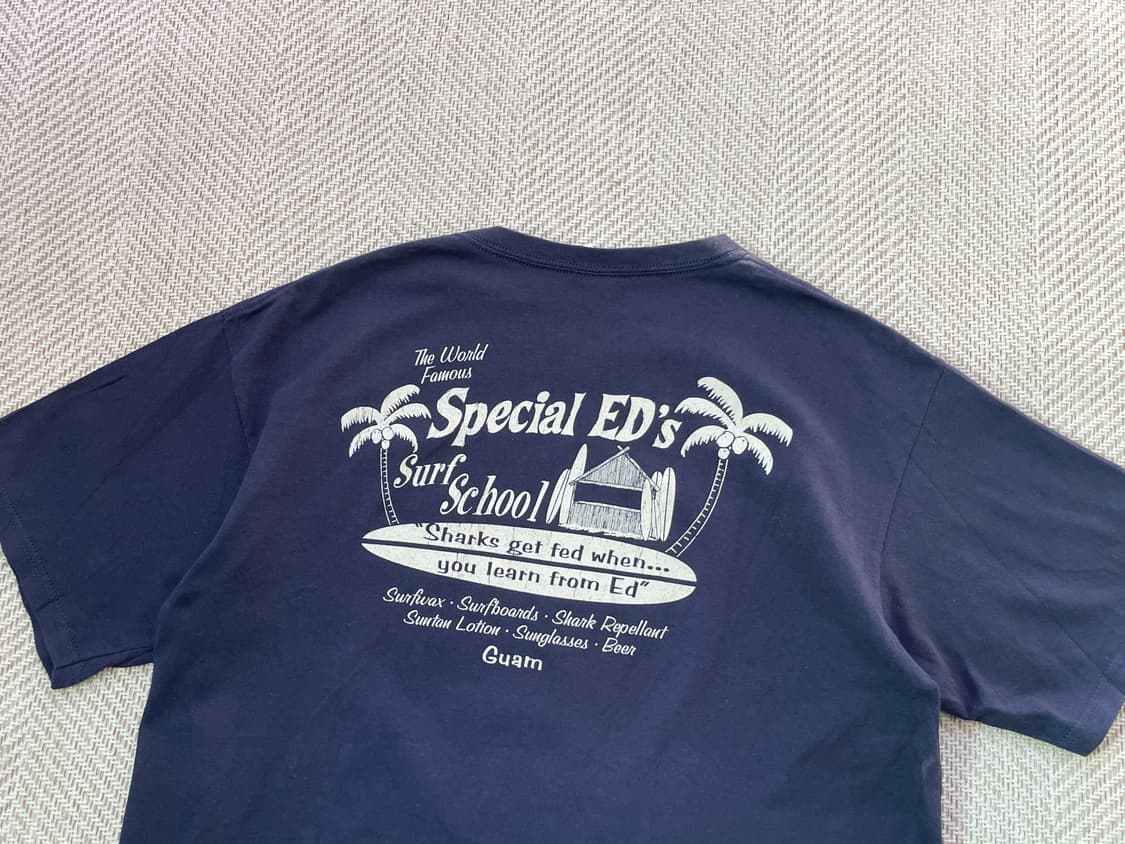 The World
Famous
Special ED's
Surf
School
"Sharks get fed when...
you learn from Ed"
Surfwax · Surfboards · Shark Repellant
Suntan Lotion · Sunglasses · Beer
Guam